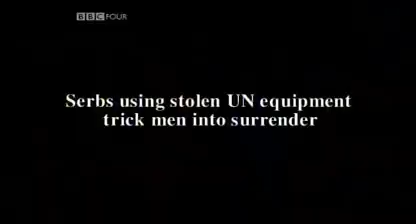 BBC FOUR
Serbs using stolen UN equipment
trick men into surrender